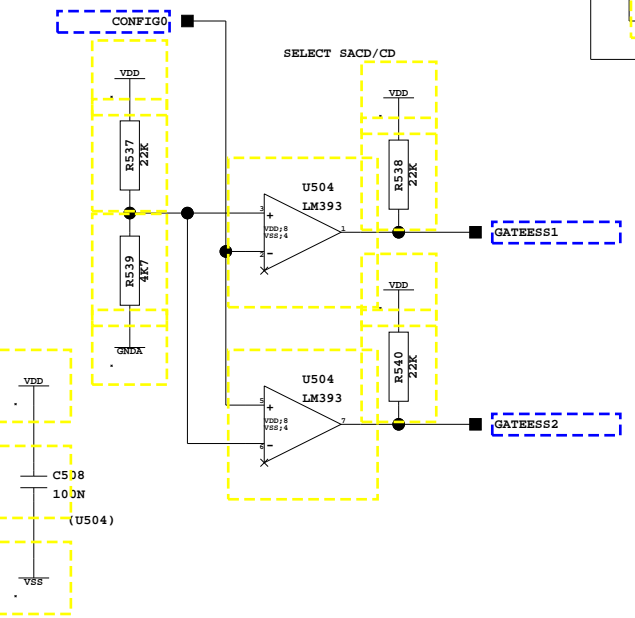 CONFIG0
SELECT SACD/CD
VDD
R537
22K
R539
4K7
GNDA
VDD
R538
22K
U504
LM393
3
+
VDD;8
VSS;4
2
-
1
GATEESS1
VDD
R540
22K
U504
LM393
5
+
VDD;8
VSS;4
6
-
7
GATEESS2
VDD
C508
100N
(U504)
VSS